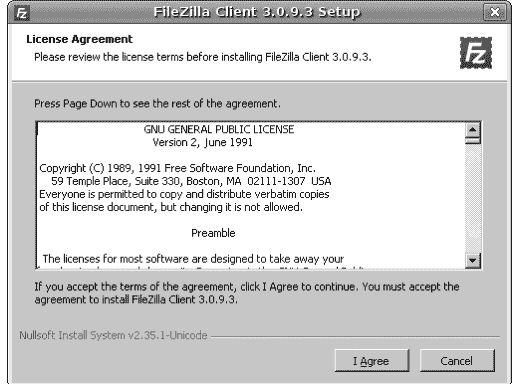 FileZilla Client 3.0.9.3 Setup
License Agreement
Please review the license terms before installing FileZilla Client 3.0.9.3.
FZ
Press Page Down to see the rest of the agreement.
GNU GENERAL PUBLIC LICENSE
Version 2, June 1991
Copyright (C) 1989, 1991 Free Software Foundation, Inc.
59 Temple Place, Suite 330, Boston, MA 02111-1307 USA
Everyone is permitted to copy and distribute verbatim copies
of this license document, but changing it is not allowed.
Preamble
The licenses for most software are designed to take away your
If you accept the terms of the agreement, click I Agree to continue. You must accept the
agreement to install FileZilla Client 3.0.9.3.
Nullsoft Install System v2.35.1-Unicode
I Agree
Cancel